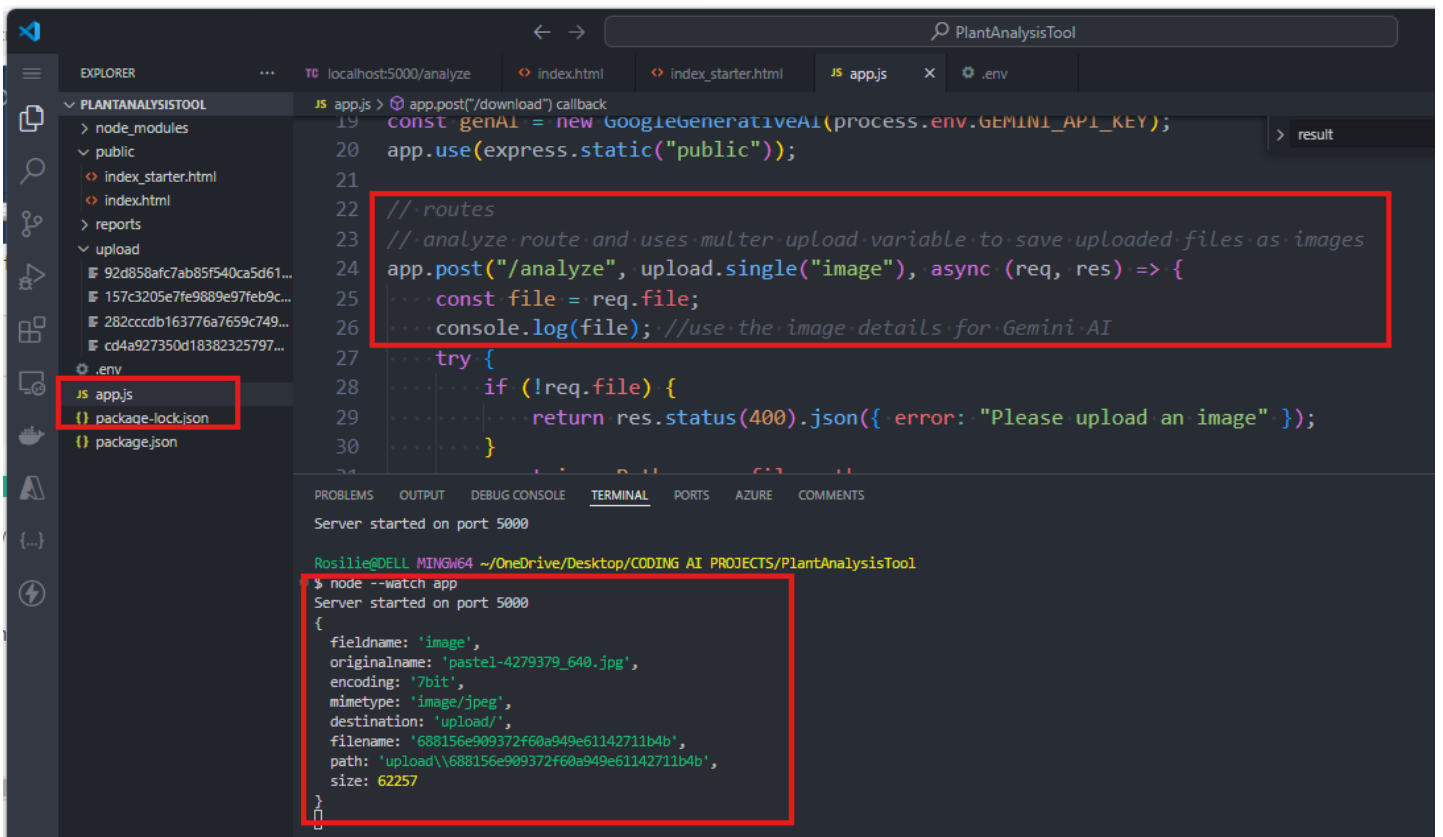 PlantAnalysisTool
EXPLORER ...
TC localhost:5000/analyze
<> index.html
<> index_starter.html
JS app.js ×
.env
PLANTANALYSISTOOL
JS app.js > app.post("/download") callback
> node_modules
public
<> index_starter.html
<> index.html
> reports
upload
92d858afc7ab85f540ca5d61...
157c3205e7fe9889e97feb9c...
282cccdb163776a7659c749...
cd4a927350d18382325797...
.env
JS app.js
{} package-lock.json
{} package.json
> result
19 const genAI = new GoogleGenerativeAI(process.env.GEMINI_API_KEY);
20 app.use(express.static("public"));
21
22 // routes
23 // analyze route and uses multer upload variable to save uploaded files as images
24 app.post("/analyze", upload.single("image"), async (req, res) => {
25 const file = req.file;
26 console.log(file); //use the image details for Gemini AI
27 try {
28 if (!req.file) {
29 return res.status(400).json({ error: "Please upload an image" });
30 }
PROBLEMS OUTPUT DEBUG CONSOLE TERMINAL PORTS AZURE COMMENTS
Server started on port 5000
Rosilie@DELL MINGW64 ~/OneDrive/Desktop/CODING AI PROJECTS/PlantAnalysisTool
$ node --watch app
Server started on port 5000
{
fieldname: 'image',
originalname: 'pastel-4279379_640.jpg',
encoding: '7bit',
mimetype: 'image/jpeg',
destination: 'upload/',
filename: '688156e909372f60a949e61142711b4b',
path: 'upload\\688156e909372f60a949e61142711b4b',
size: 62257
}